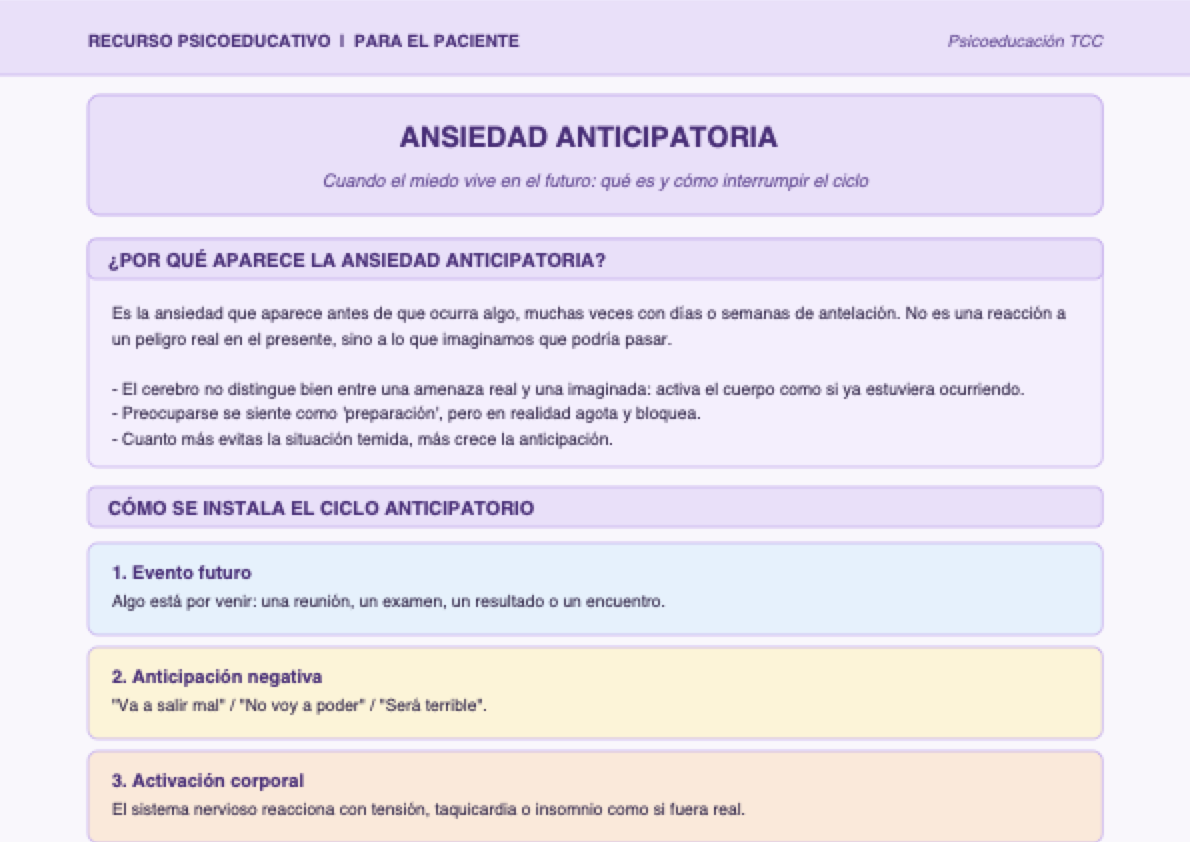 RECURSO PSICOEDUCATIVO | PARA EL PACIENTE
Psicoeducación TCC
ANSIEDAD ANTICIPATORIA
Cuando el miedo vive en el futuro: qué es y cómo interrumpir el ciclo
¿POR QUÉ APARECE LA ANSIEDAD ANTICIPATORIA?
Es la ansiedad que aparece antes de que ocurra algo, muchas veces con días o semanas de antelación. No es una reacción a
un peligro real en el presente, sino a lo que imaginamos que podría pasar.
- El cerebro no distingue bien entre una amenaza real y una imaginada: activa el cuerpo como si ya estuviera ocurriendo.
- Preocuparse se siente como 'preparación', pero en realidad agota y bloquea.
- Cuanto más evitas la situación temida, más crece la anticipación.
CÓMO SE INSTALA EL CICLO ANTICIPATORIO
1. Evento futuro
Algo está por venir: una reunión, un examen, un resultado o un encuentro.
2. Anticipación negativa
"Va a salir mal" / "No voy a poder" / "Será terrible".
3. Activación corporal
El sistema nervioso reacciona con tensión, taquicardia o insomnio como si fuera real.